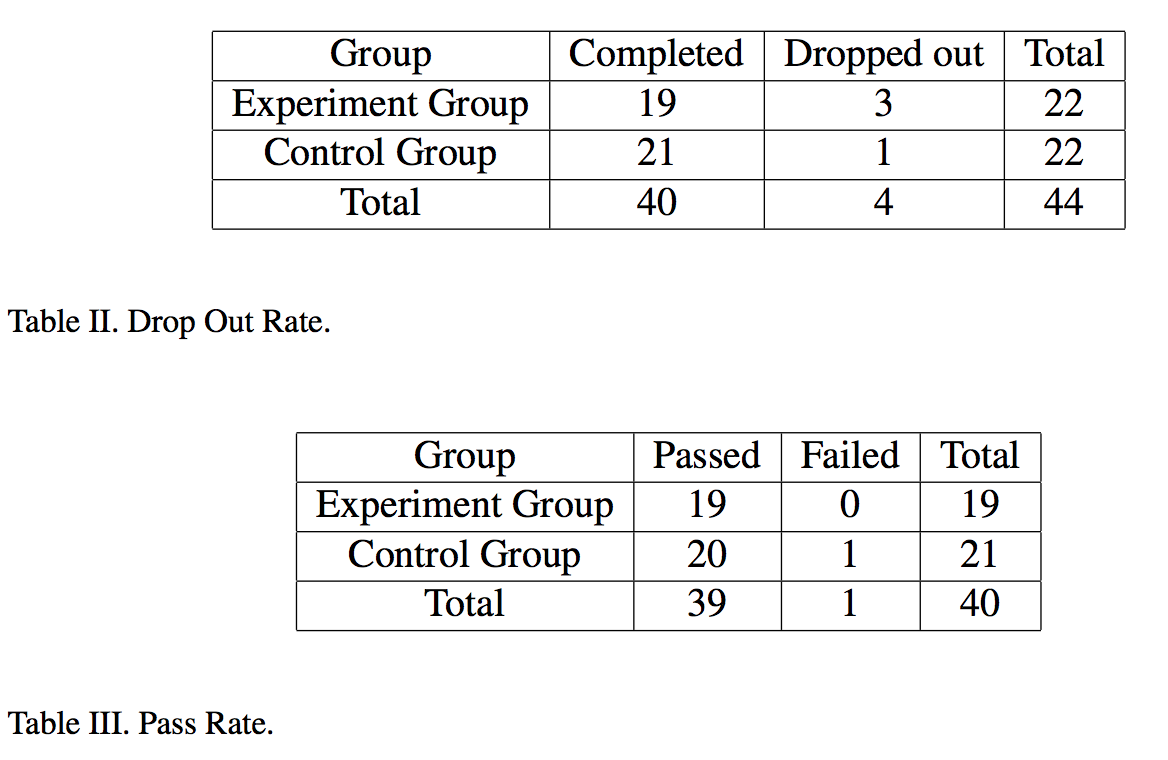 Group Completed Dropped out Total
Experiment Group 19 3 22
Control Group 21 1 22
Total 40 4 44
Table II. Drop Out Rate.
Group Passed Failed Total
Experiment Group 19 0 19
Control Group 20 1 21
Total 39 1 40
Table III. Pass Rate.